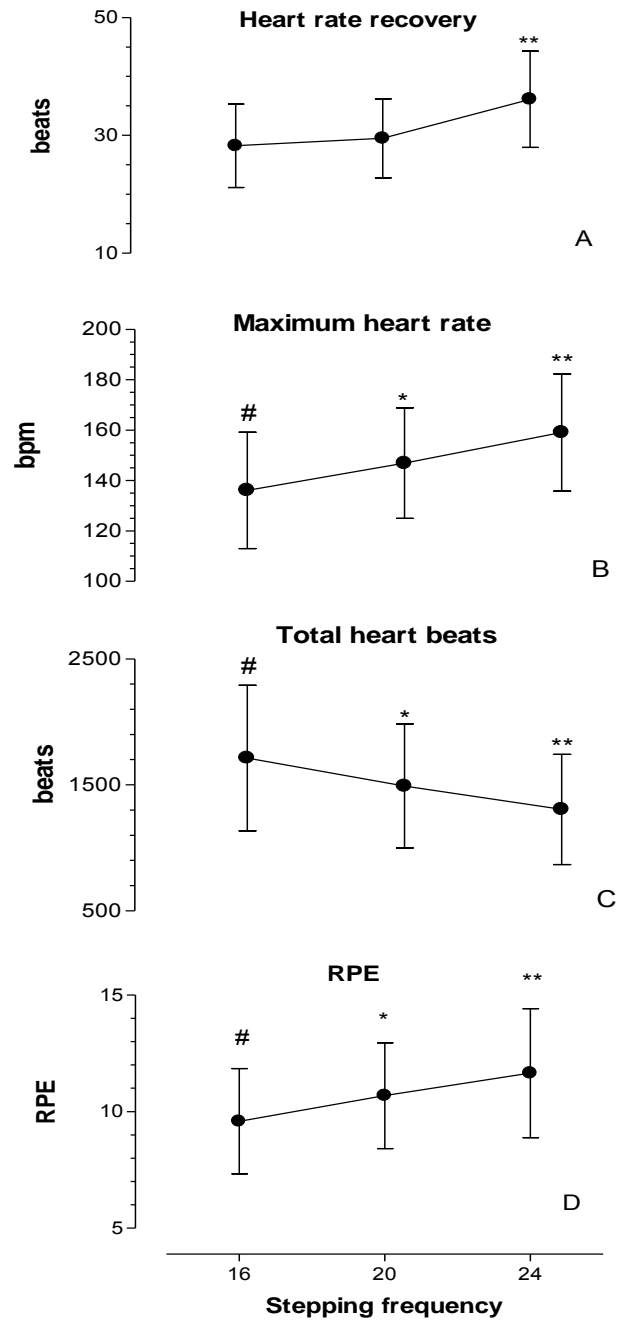 Heart rate recovery
50
**
beats
30
10
A
Maximum heart rate
200
180
**
#
*
bpm
160
140
120
100
B
Total heart beats
2500
#
*
**
beats
1500
500
C
RPE
15
**
#
*
RPE
10
5
D
16 20 24
Stepping frequency